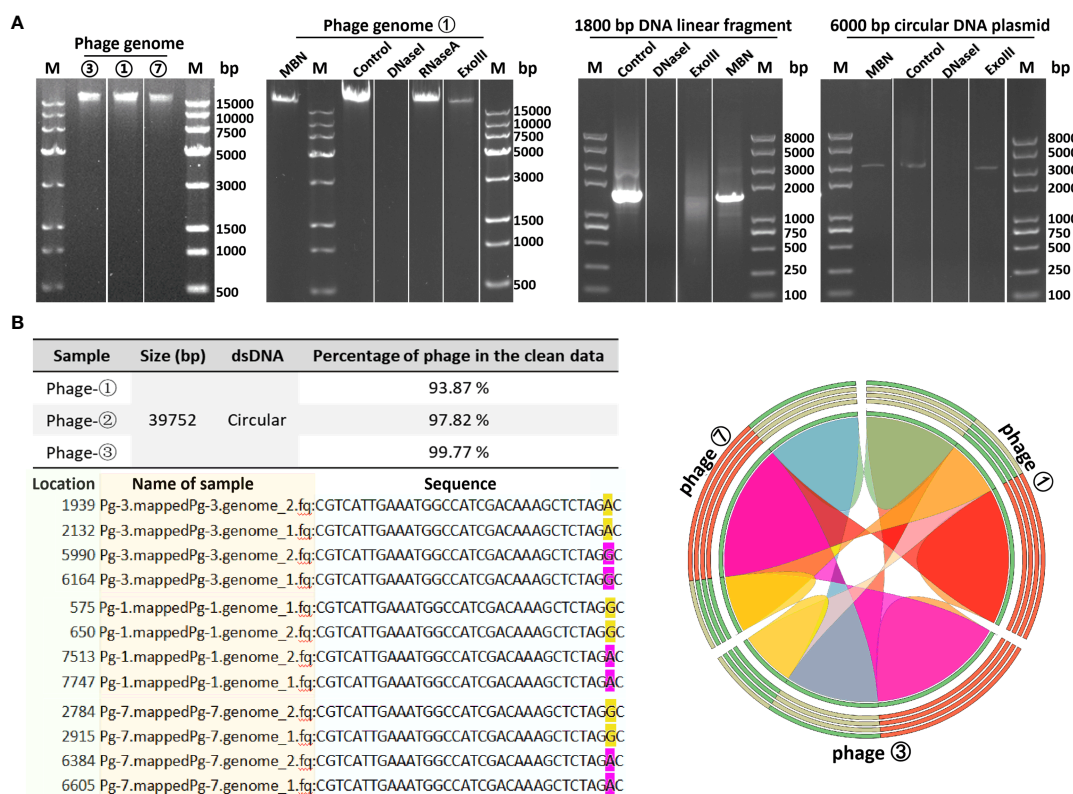 A
Phage genome
③ ① ⑦
M M bp
15000
10000
7500
5000
3000
1500
1000
500
Phage genome ①
MBN M Control DNaseI RNaseA ExoIII M bp
15000
10000
7500
5000
3000
1500
1000
500
1800 bp DNA linear fragment
M Control DNaseI ExoIII MBN M bp
8000
5000
3000
2000
1000
750
500
250
100
6000 bp circular DNA plasmid
M MBN Control DNaseI ExoIII M bp
8000
5000
3000
2000
1000
750
500
250
100
B
Sample Size (bp) dsDNA Percentage of phage in the clean data
Phage-① 93.87 %
Phage-② 39752 Circular 97.82 %
Phage-③ 99.77 %
Location Name of sample Sequence
1939 Pg-3.mappedPg-3.genome_2.fq:CGTCATTGAAATGGCCATCGACAAAGCTCTAGAC
2132 Pg-3.mappedPg-3.genome_1.fq:CGTCATTGAAATGGCCATCGACAAAGCTCTAGAC
5990 Pg-3.mappedPg-3.genome_2.fq:CGTCATTGAAATGGCCATCGACAAAGCTCTAGGC
6164 Pg-3.mappedPg-3.genome_1.fq:CGTCATTGAAATGGCCATCGACAAAGCTCTAGGC
575 Pg-1.mappedPg-1.genome_1.fq:CGTCATTGAAATGGCCATCGACAAAGCTCTAGGC
650 Pg-1.mappedPg-1.genome_2.fq:CGTCATTGAAATGGCCATCGACAAAGCTCTAGGC
7513 Pg-1.mappedPg-1.genome_2.fq:CGTCATTGAAATGGCCATCGACAAAGCTCTAGAC
7747 Pg-1.mappedPg-1.genome_1.fq:CGTCATTGAAATGGCCATCGACAAAGCTCTAGAC
2784 Pg-7.mappedPg-7.genome_2.fq:CGTCATTGAAATGGCCATCGACAAAGCTCTAGGC
2915 Pg-7.mappedPg-7.genome_1.fq:CGTCATTGAAATGGCCATCGACAAAGCTCTAGGC
6384 Pg-7.mappedPg-7.genome_2.fq:CGTCATTGAAATGGCCATCGACAAAGCTCTAGAC
6605 Pg-7.mappedPg-7.genome_1.fq:CGTCATTGAAATGGCCATCGACAAAGCTCTAGAC
phage ⑦
phage ①
phage ③